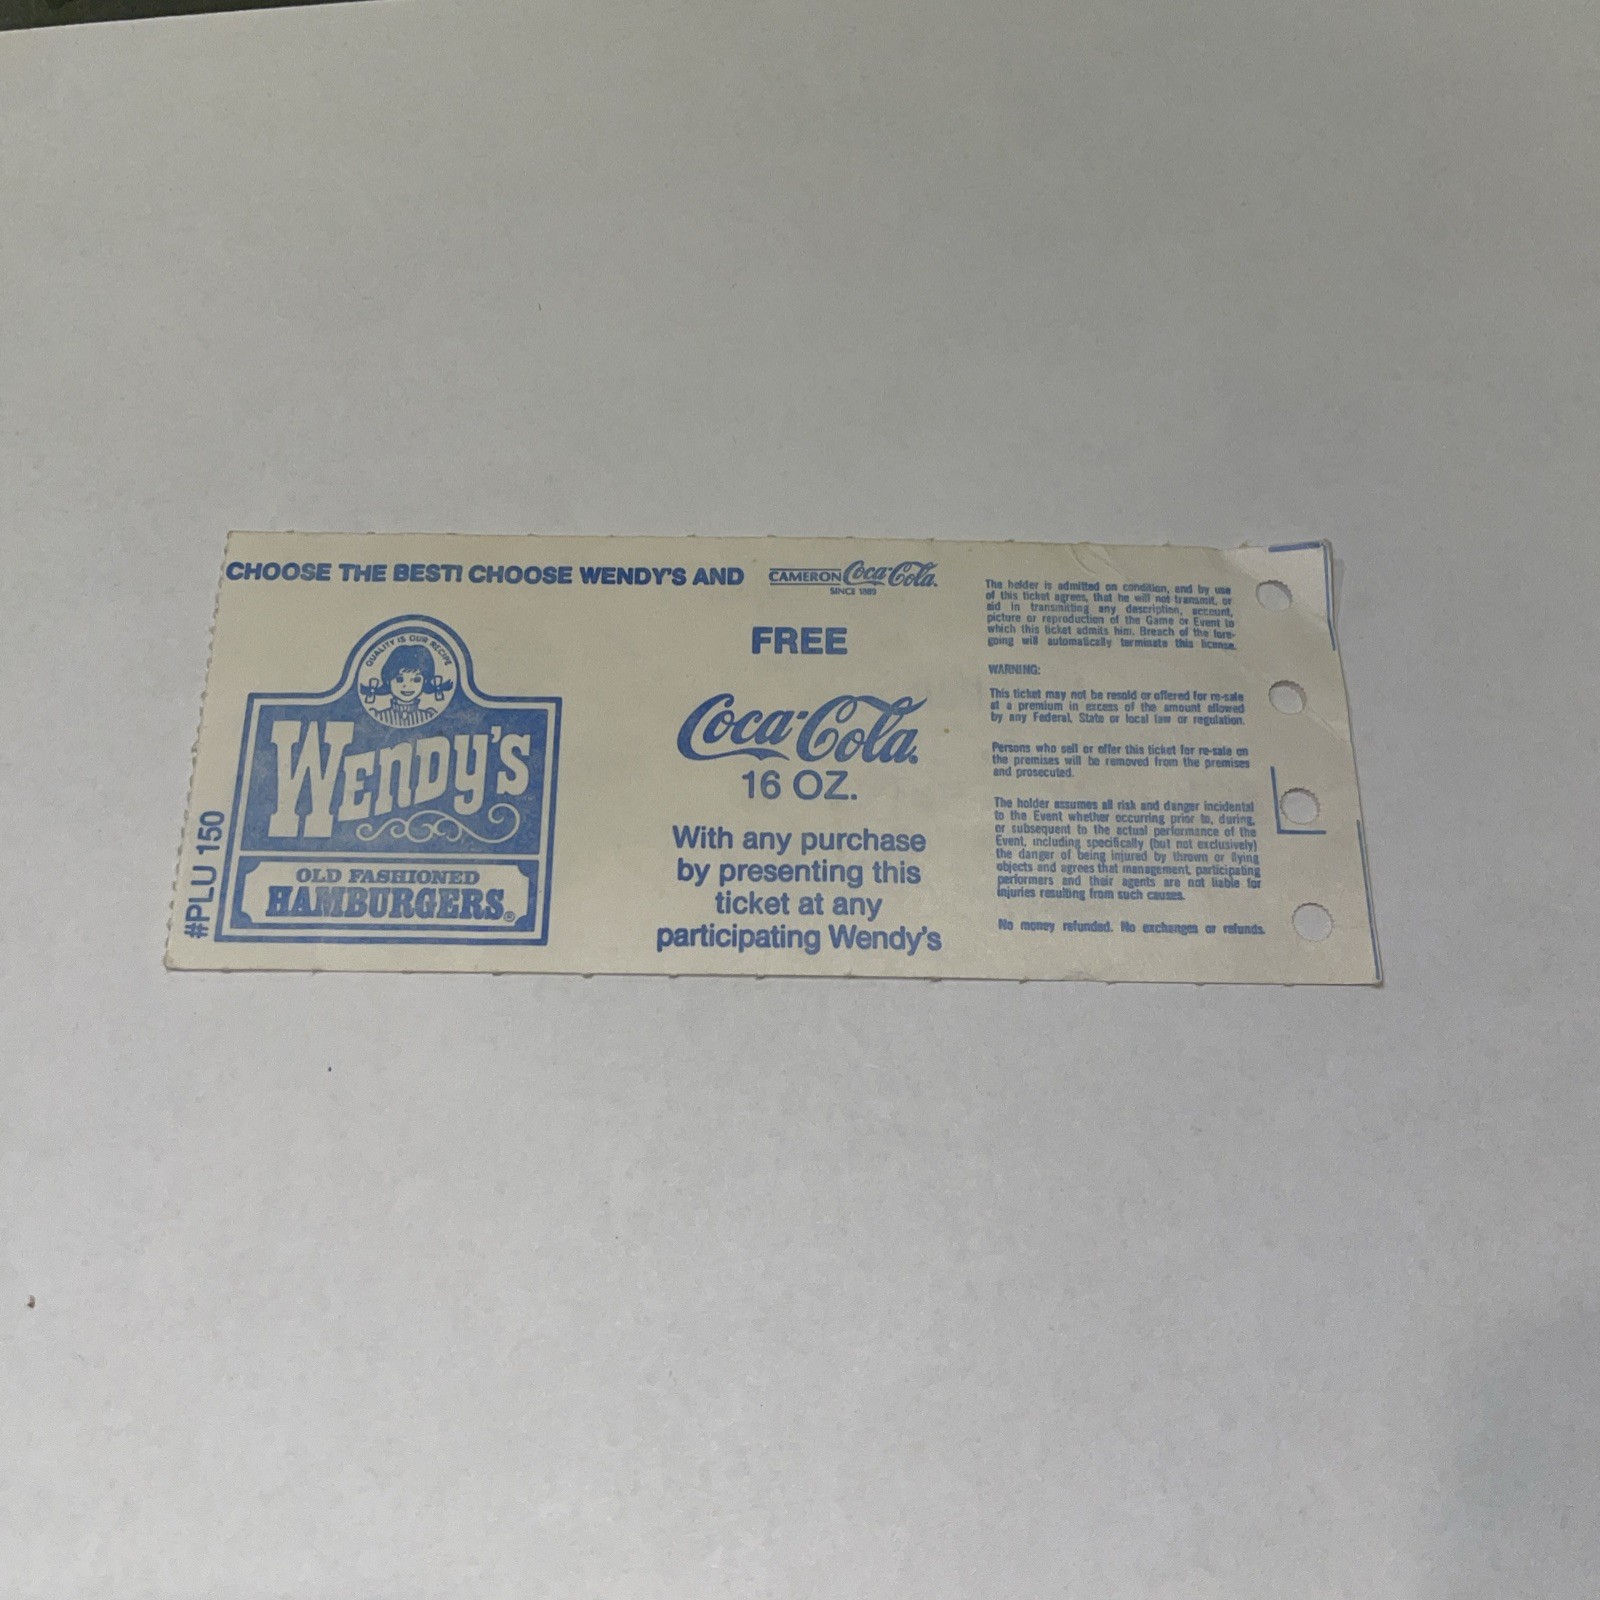 CHOOSE THE BEST! CHOOSE WENDY'S AND
CAMERON Coca-Cola.
SINCE 1889
QUALITY IS OUR RECIPE
WENDY'S
OLD FASHIONED
HAMBURGERS®
#PLU 150
FREE
Coca-Cola.
16 OZ.
With any purchase
by presenting this
ticket at any
participating Wendy's
The holder is admitted on condition, and by use
of this ticket agrees, that he will not transmit, or
aid in transmitting any description, account,
picture or reproduction of the Game or Event to
which this ticket admits him. Breach of the fore-
going will automatically terminate this license.
WARNING:
This ticket may not be resold or offered for re-sale
at a premium in excess of the amount allowed
by any Federal, State or local law or regulation.
Persons who sell or offer this ticket for re-sale on
the premises will be removed from the premises
and prosecuted.
The holder assumes all risk and danger incidental
to the Event whether occurring prior to, during,
or subsequent to the actual performance of the
Event, including specifically (but not exclusively)
the danger of being injured by thrown or flying
objects and agrees that management, participating
performers and their agents are not liable for
injuries resulting from such causes.
No money refunded. No exchanges or refunds.